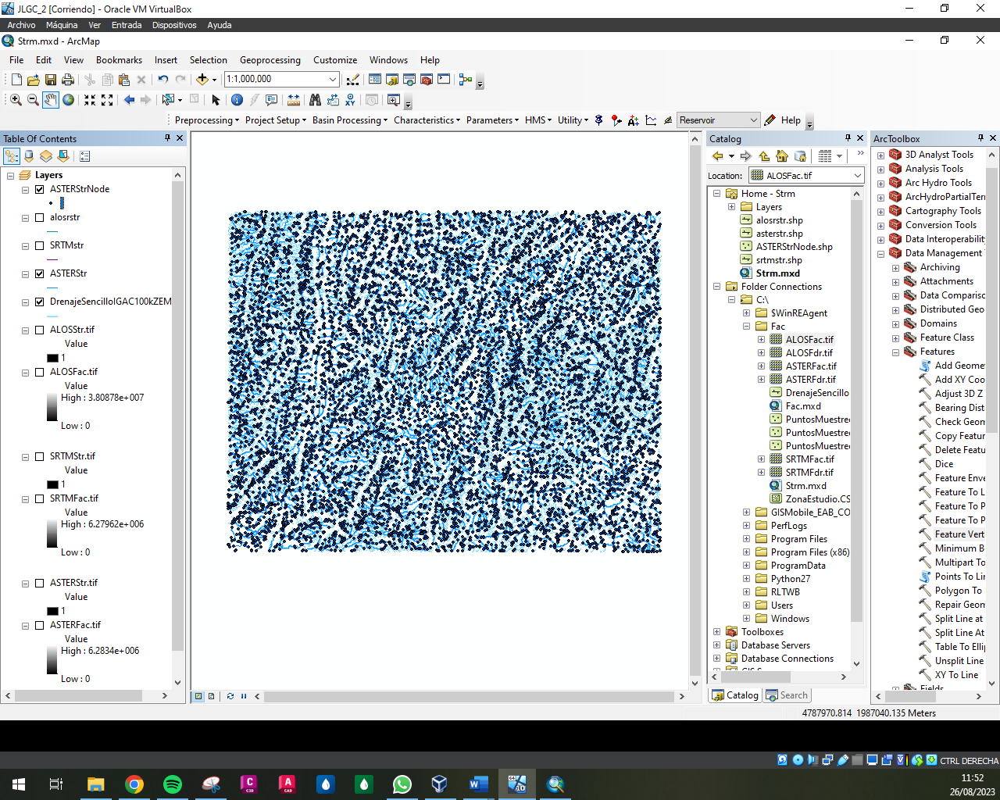 JLGC_2 [Corriendo] - Oracle VM VirtualBox
Archivo Máquina Ver Entrada Dispositivos Ayuda
Strm.mxd - ArcMap
File Edit View Bookmarks Insert Selection Geoprocessing Customize Windows Help
1:1,000,000
Preprocessing Project Setup Basin Processing Characteristics Parameters HMS Utility Reservoir Help
Table Of Contents
Layers
ASTERStrNode
alosrstr
SRTMstr
ASTERStr
DrenajeSencilloIGAC100kZEM
ALOSStr.tif
Value
1
ALOSFac.tif
Value
High : 3.80878e+007
Low : 0
SRTMStr.tif
Value
1
SRTMFac.tif
Value
High : 6.27962e+006
Low : 0
ASTERStr.tif
Value
1
ASTERFac.tif
Value
High : 6.2834e+006
Low : 0
Catalog
Location: ALOSFac.tif
Home - Strm
Layers
alosrstr.shp
asterstr.shp
ASTERStrNode.shp
srtmstr.shp
Strm.mxd
Folder Connections
C:\
$WinREAgent
Fac
ALOSFac.tif
ALOSFdr.tif
ASTERFac.tif
ASTERFdr.tif
DrenajeSencillo
Fac.mxd
PuntosMuestre
PuntosMuestre
PuntosMuestre
SRTMFac.tif
SRTMFdr.tif
Strm.mxd
ZonaEstudio.CS
GISMobile_EAB_CO
PerfLogs
Program Files
Program Files (x86)
ProgramData
Python27
RLTWB
Users
Windows
Toolboxes
Database Servers
Database Connections
Catalog Search
ArcToolbox
3D Analyst Tools
Analysis Tools
Arc Hydro Tools
ArcHydroPartialTerr
Cartography Tools
Conversion Tools
Data Interoperability
Data Management
Archiving
Attachments
Data Comparisc
Distributed Geo
Domains
Feature Class
Features
Add Geome
Add XY Coo
Adjust 3D Z
Bearing Dist
Check Geom
Copy Featur
Delete Featu
Dice
Feature Enve
Feature To L
Feature To P
Feature To P
Feature Vert
Minimum B
Multipart To
Points To Lin
Polygon To
Repair Geom
Split Line at
Split Line At
Table To Elli
Unsplit Line
XY To Line
Fields
4787970.814 1987040.135 Meters
CTRL DERECHA
11:52
26/08/2023